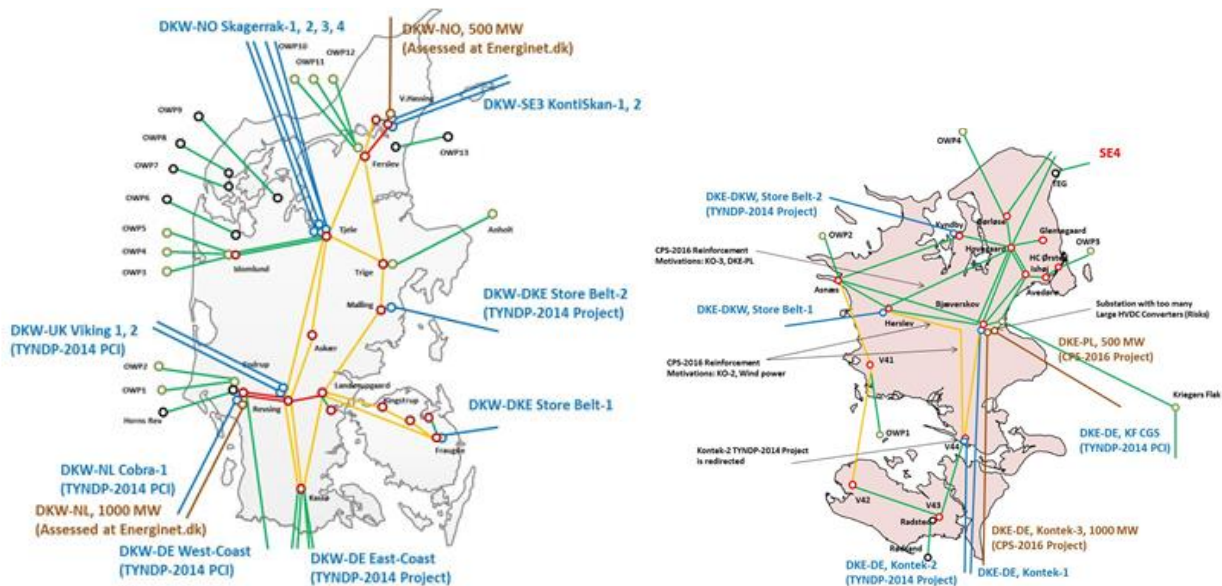 DKW-NO Skagerrak-1, 2, 3, 4
DKW-NO, 500 MW
(Assessed at Energinet.dk)
OWP10
OWP11
OWP12
V.Hassing
DKW-SE3 KontiSkan-1, 2
OWP9
OWP8
OWP7
OWP6
OWP5
OWP4
OWP3
OWP13
Ferslev
Tjele
Idomlund
Anholt
Trige
Malling
DKW-DKE Store Belt-2
(TYNDP-2014 Project)
DKW-UK Viking 1, 2
(TYNDP-2014 PCI)
Askær
Endrup
OWP2
OWP1
Horns Rev
Revsing
Landerupgaard
Kingstrup
DKW-DKE Store Belt-1
Fraugde
DKW-NL Cobra-1
(TYNDP-2014 PCI)
DKW-NL, 1000 MW
(Assessed at Energinet.dk)
Kassø
DKW-DE West-Coast
(TYNDP-2014 PCI)
DKW-DE East-Coast
(TYNDP-2014 Project)
OWP4
SE4
TEG
DKE-DKW, Store Belt-2
(TYNDP-2014 Project)
Kyndby
Gørløse
Glentegaard
Hovegaard
OWP3
OWP2
HC Ørsted
Ishøj
Avedøre
CPS-2016 Reinforcement
Motivations: KO-3, DKE-PL
Asnæs
Bjæverskov
DKE-DKW, Store Belt-1
Herslev
Substation with too many
Large HVDC Converters (Risks)
DKE-PL, 500 MW
(CPS-2016 Project)
V41
CPS-2016 Reinforcement
Motivations: KO-2, Wind power
Kriegers Flak
OWP1
DKE-DE, KF CGS
(TYNDP-2014 PCI)
Kontek-2 TYNDP-2014 Project
is redirected
V44
V42
V43
Radsted
Rødsand
DKE-DE, Kontek-3, 1000 MW
(CPS-2016 Project)
DKE-DE, Kontek-2
(TYNDP-2014 Project)
DKE-DE, Kontek-1